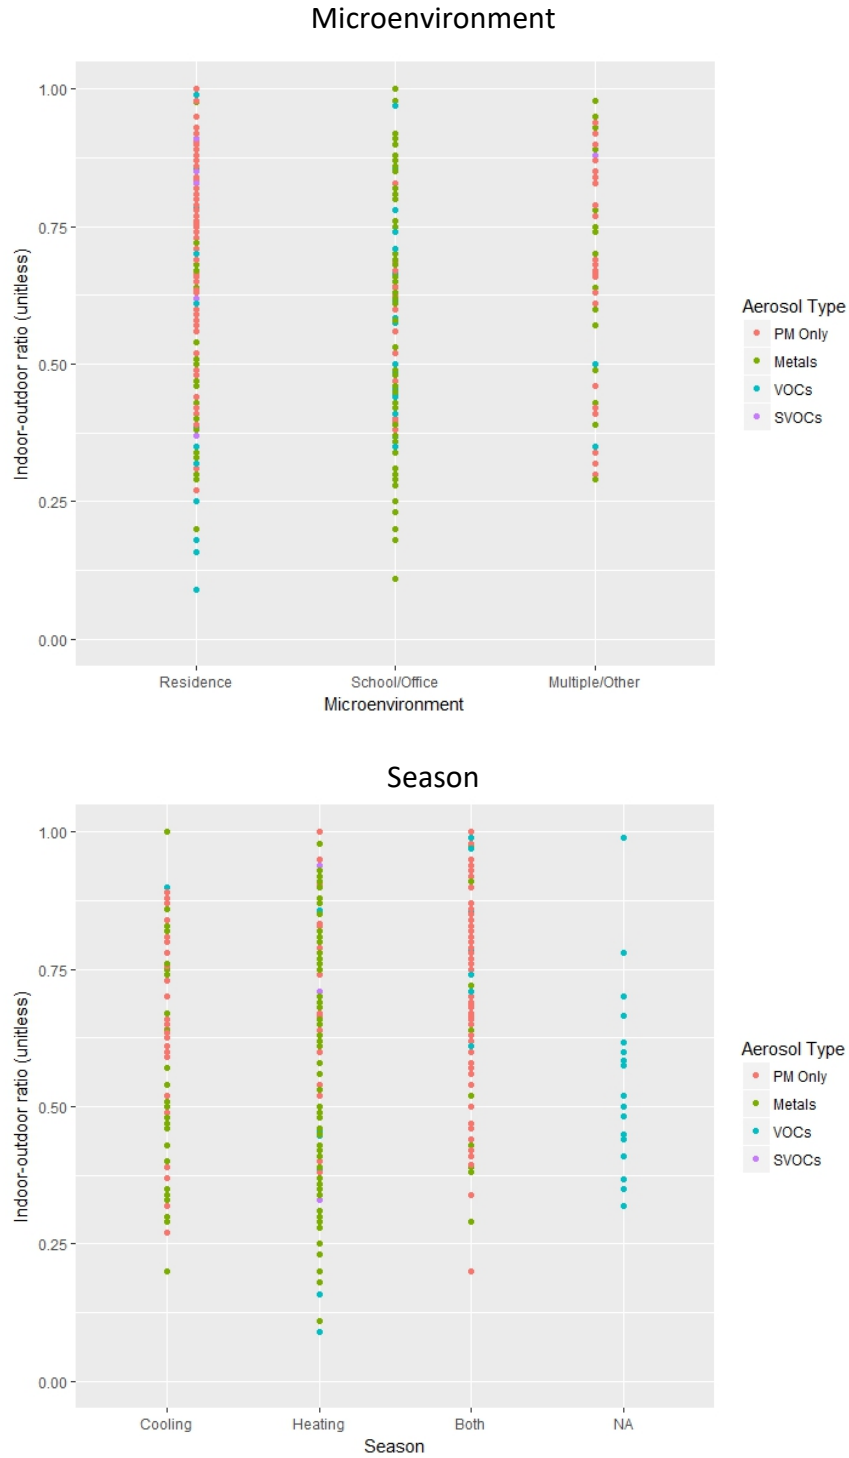 Microenvironment
1.00
0.75
0.50
0.25
0.00
Indoor-outdoor ratio (unitless)
Residence School/Office Multiple/Other
Microenvironment
Aerosol Type
PM Only
Metals
VOCs
SVOCs
Season
1.00
0.75
0.50
0.25
0.00
Indoor-outdoor ratio (unitless)
Cooling Heating Both NA
Season
Aerosol Type
PM Only
Metals
VOCs
SVOCs